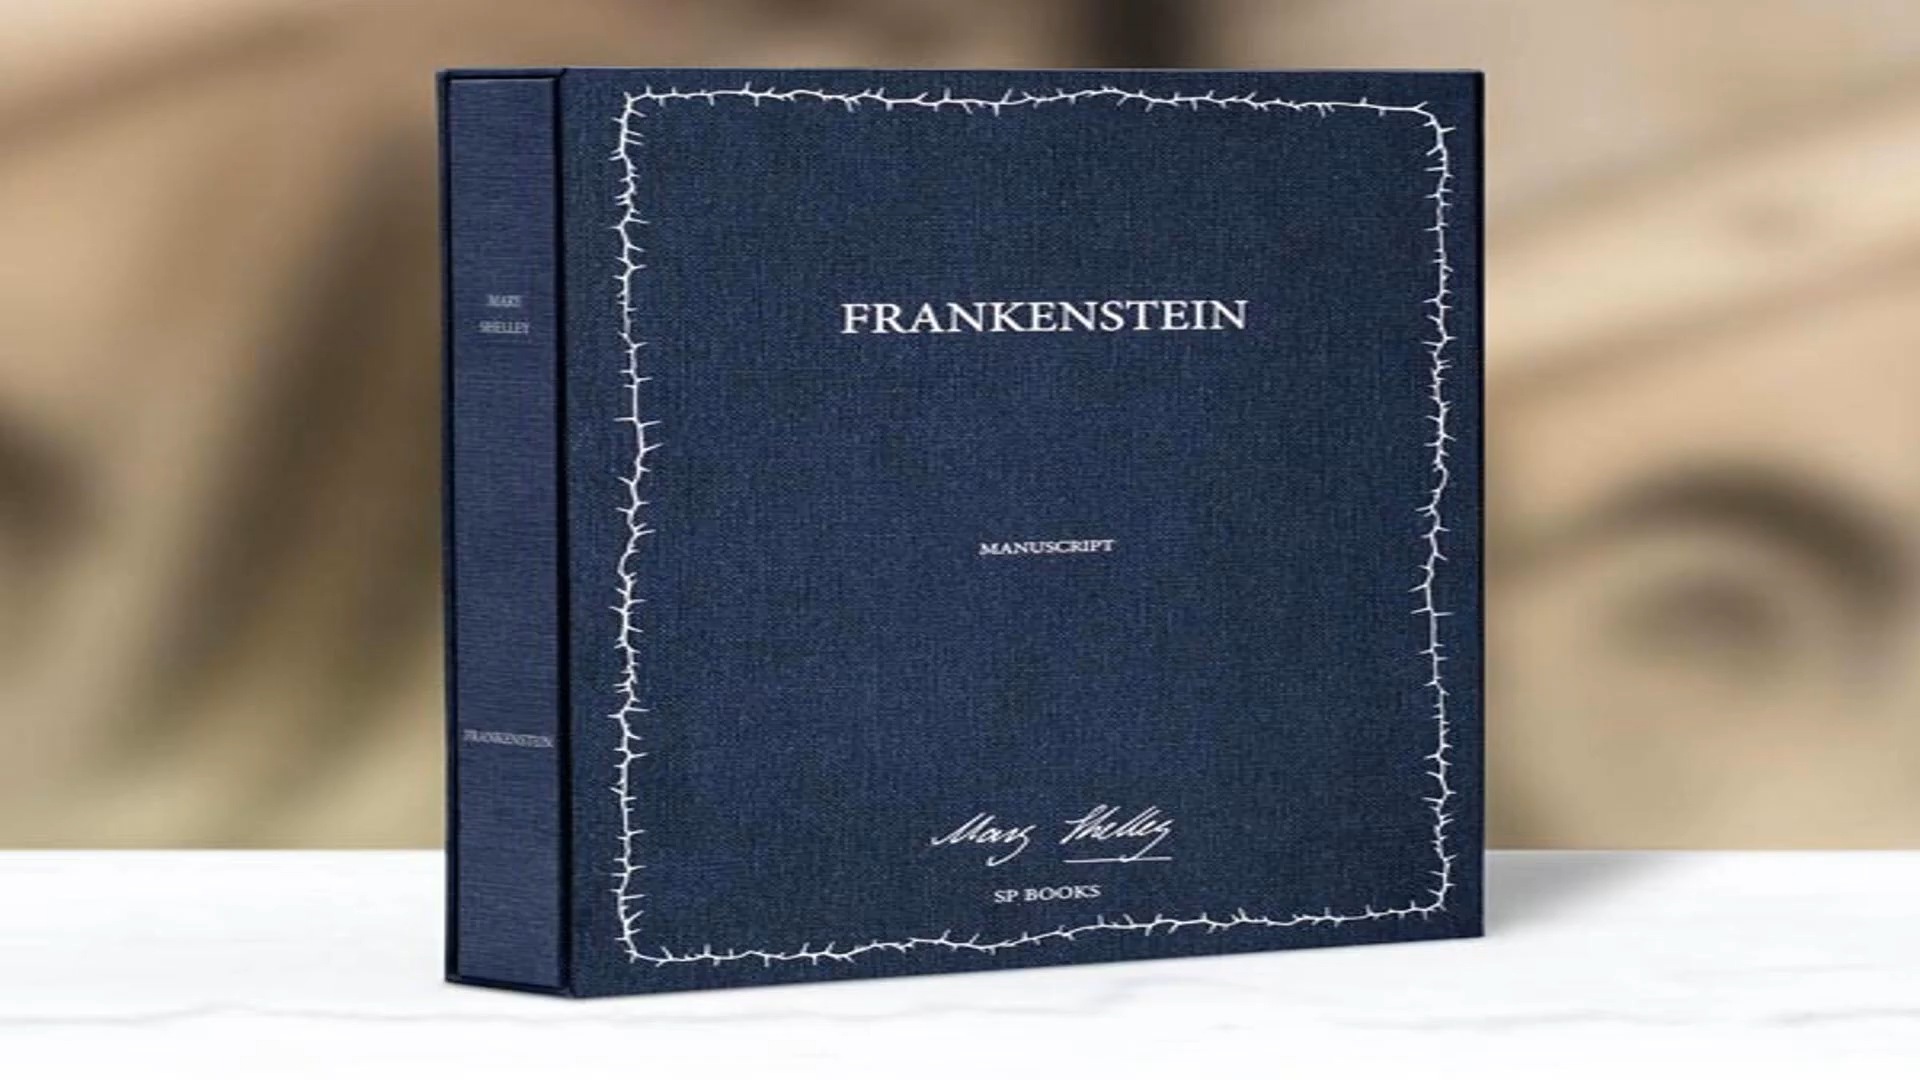 MARY
SHELLEY
FRANKENSTEIN
FRANKENSTEIN
MANUSCRIPT
Mary Shelley
SP BOOKS